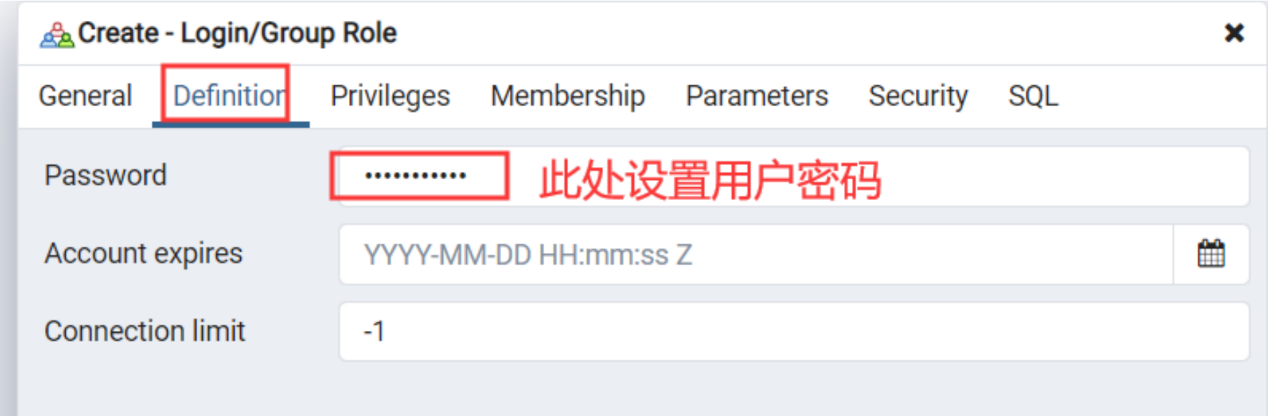 Create - Login/Group Role
General Definition Privileges Membership Parameters Security SQL
Password ••••••••••• 此处设置用户密码
Account expires YYYY-MM-DD HH:mm:ss Z
Connection limit -1